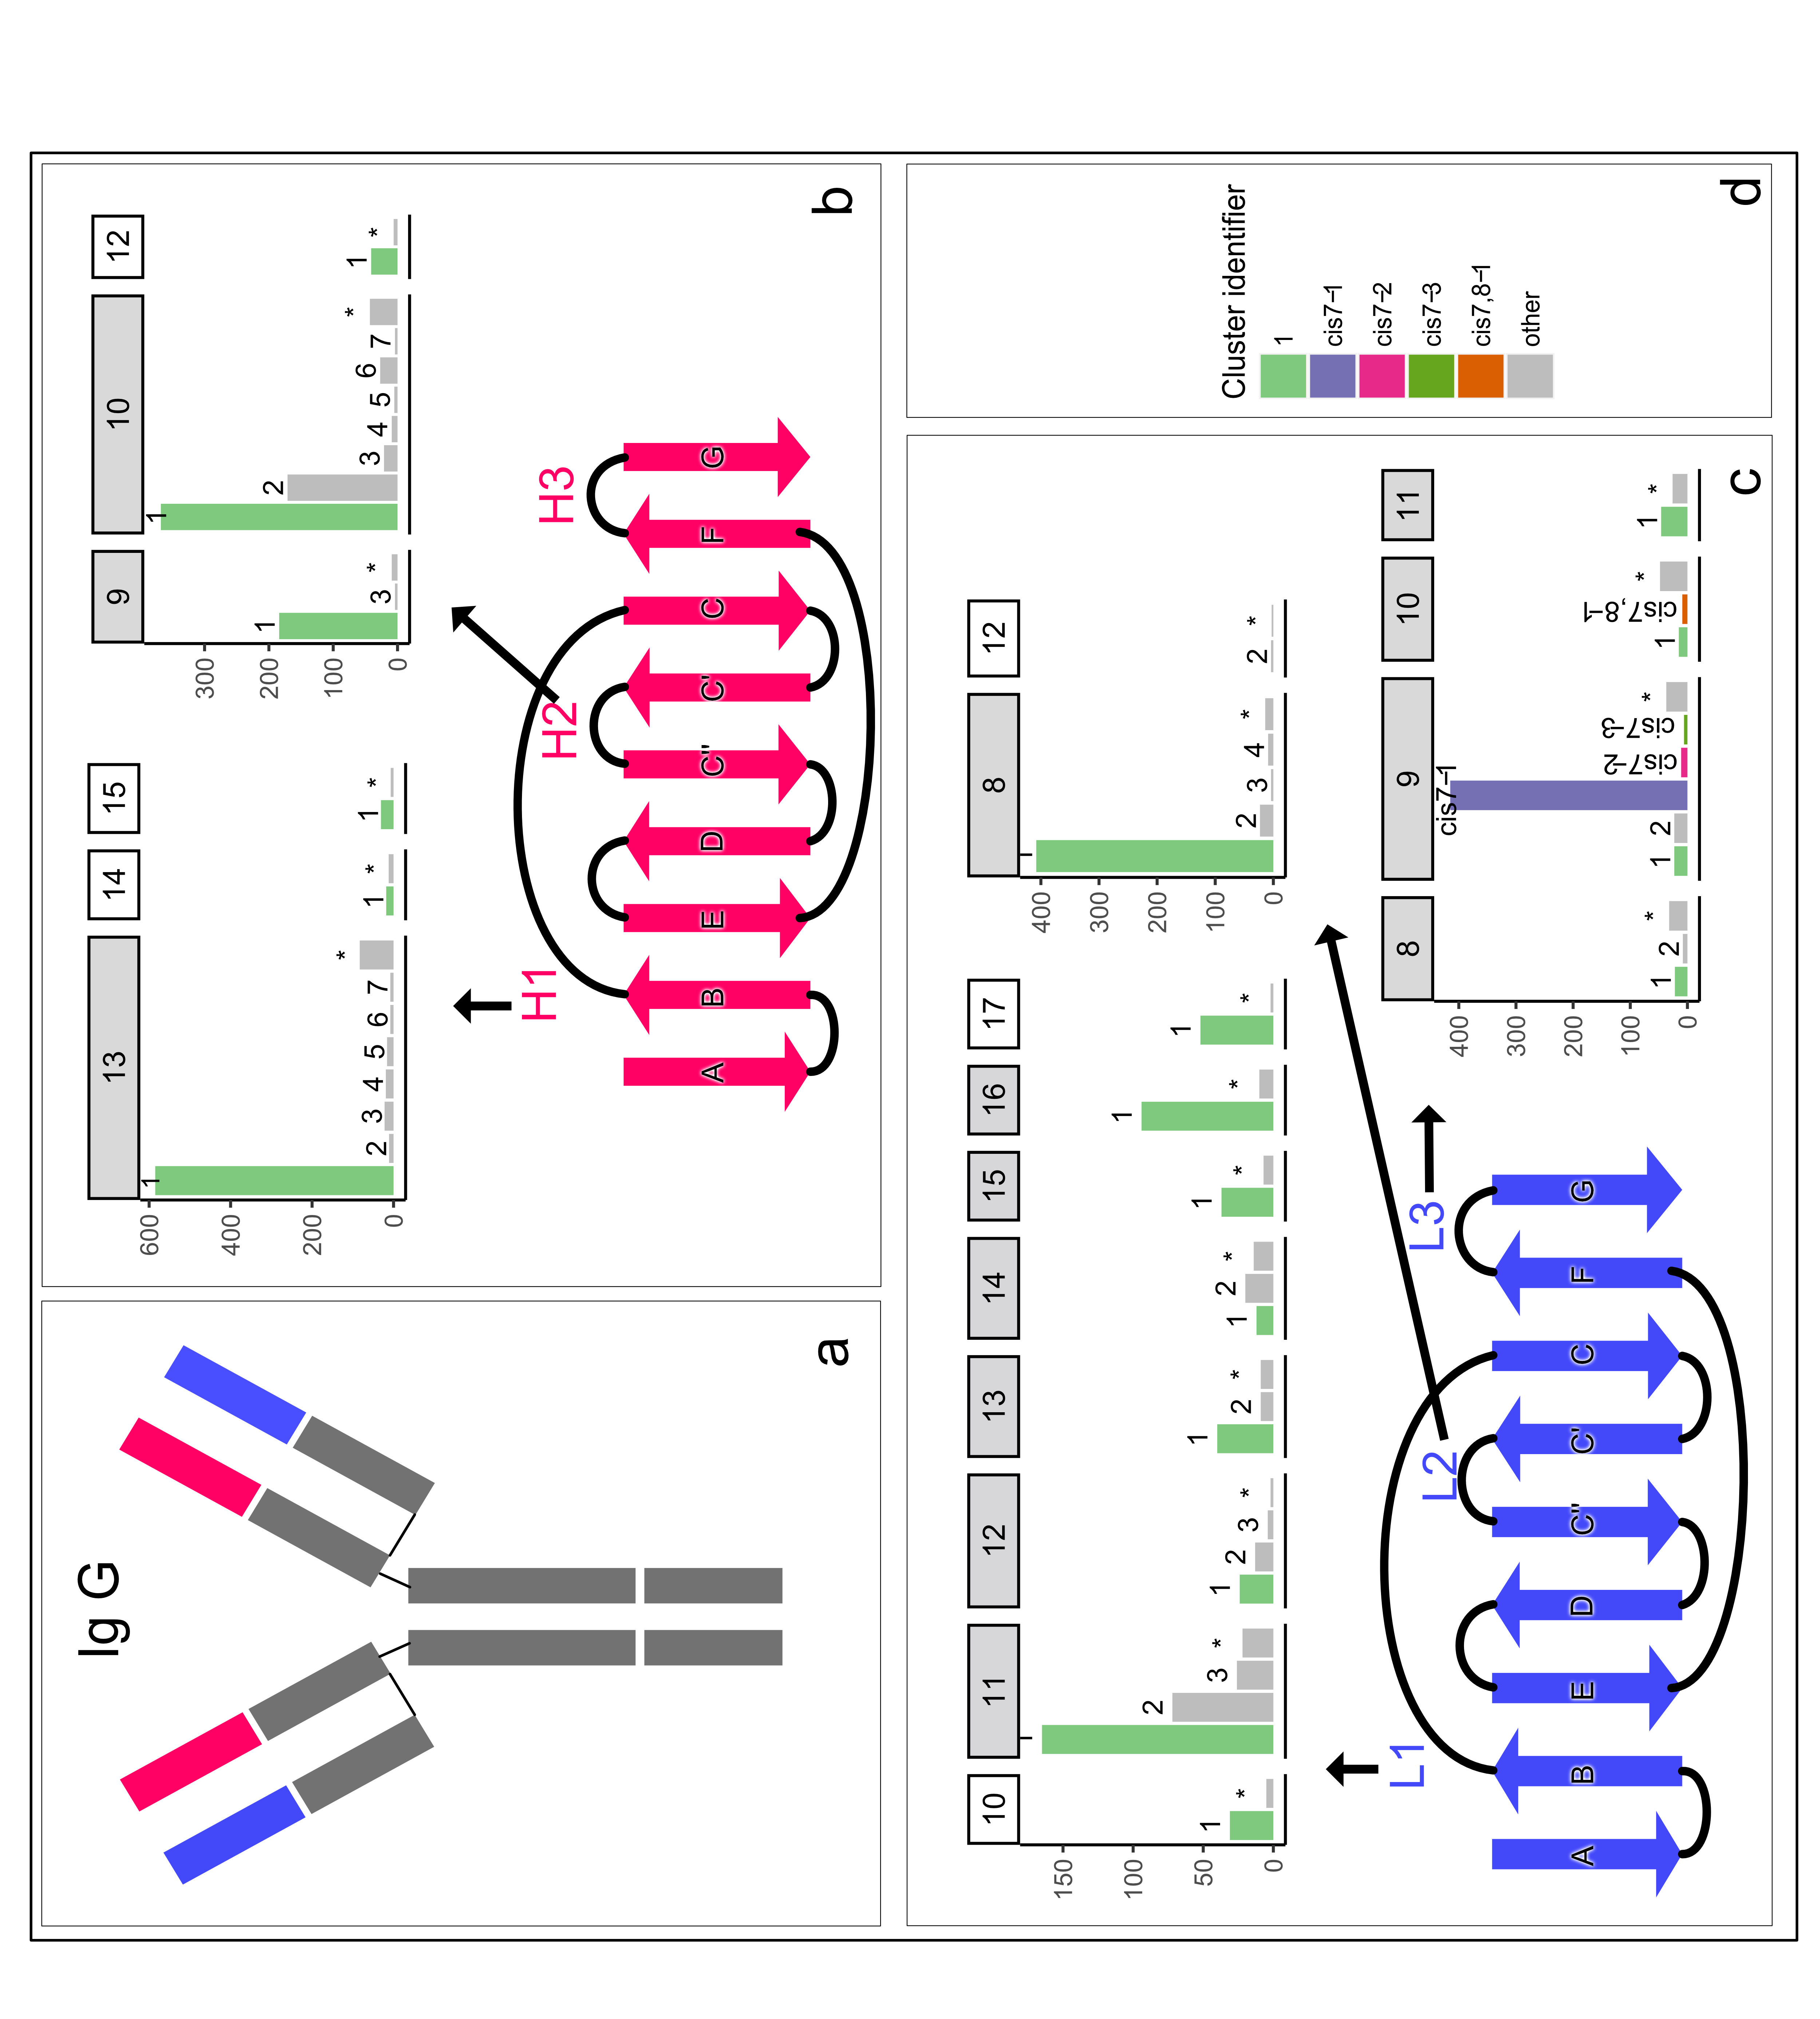 Ig G
a
13 14 15
600
400
200
0
1 2 3 4 5 6 7 * 1 * 1 *
9 10 12
300
200
100
0
1 3 * 1 2 3 4 5 6 7 * 1 *
H1 H2 H3
A B E D C" C' C F G
b
10 11 12 13 14 15 16 17
150
100
50
0
1 * 1 2 3 * 1 2 3 * 1 2 * 1 2 * 1 * 1 * 1 *
8 12
400
300
200
100
0
1 2 3 4 * 2 *
8 9 10 11
400
300
200
100
0
1 2 * 1 2 cis7–1 cis7–2 cis7–3 * 1 cis7,8–1 * 1 *
L1 L2 L3
A B E D C" C' C F G
c
Cluster identifier
1
cis7–1
cis7–2
cis7–3
cis7,8–1
other
d